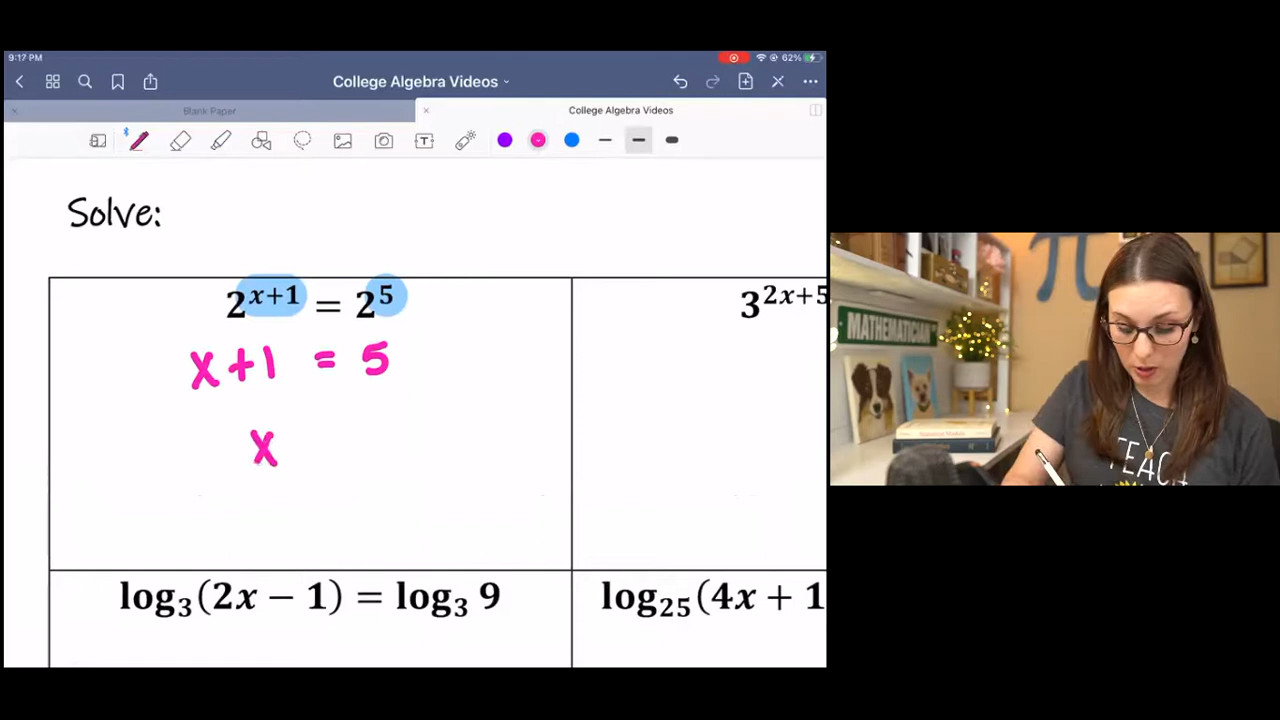 9:17 PM
62%
College Algebra Videos
Blank Paper
College Algebra Videos
T
Solve:
2^{x+1} = 2^5
3^{2x+5
x+1 = 5
x
log₃(2x − 1) = log₃ 9
log₂₅(4x + 1
π
MATHEMATICIAN
TEACH